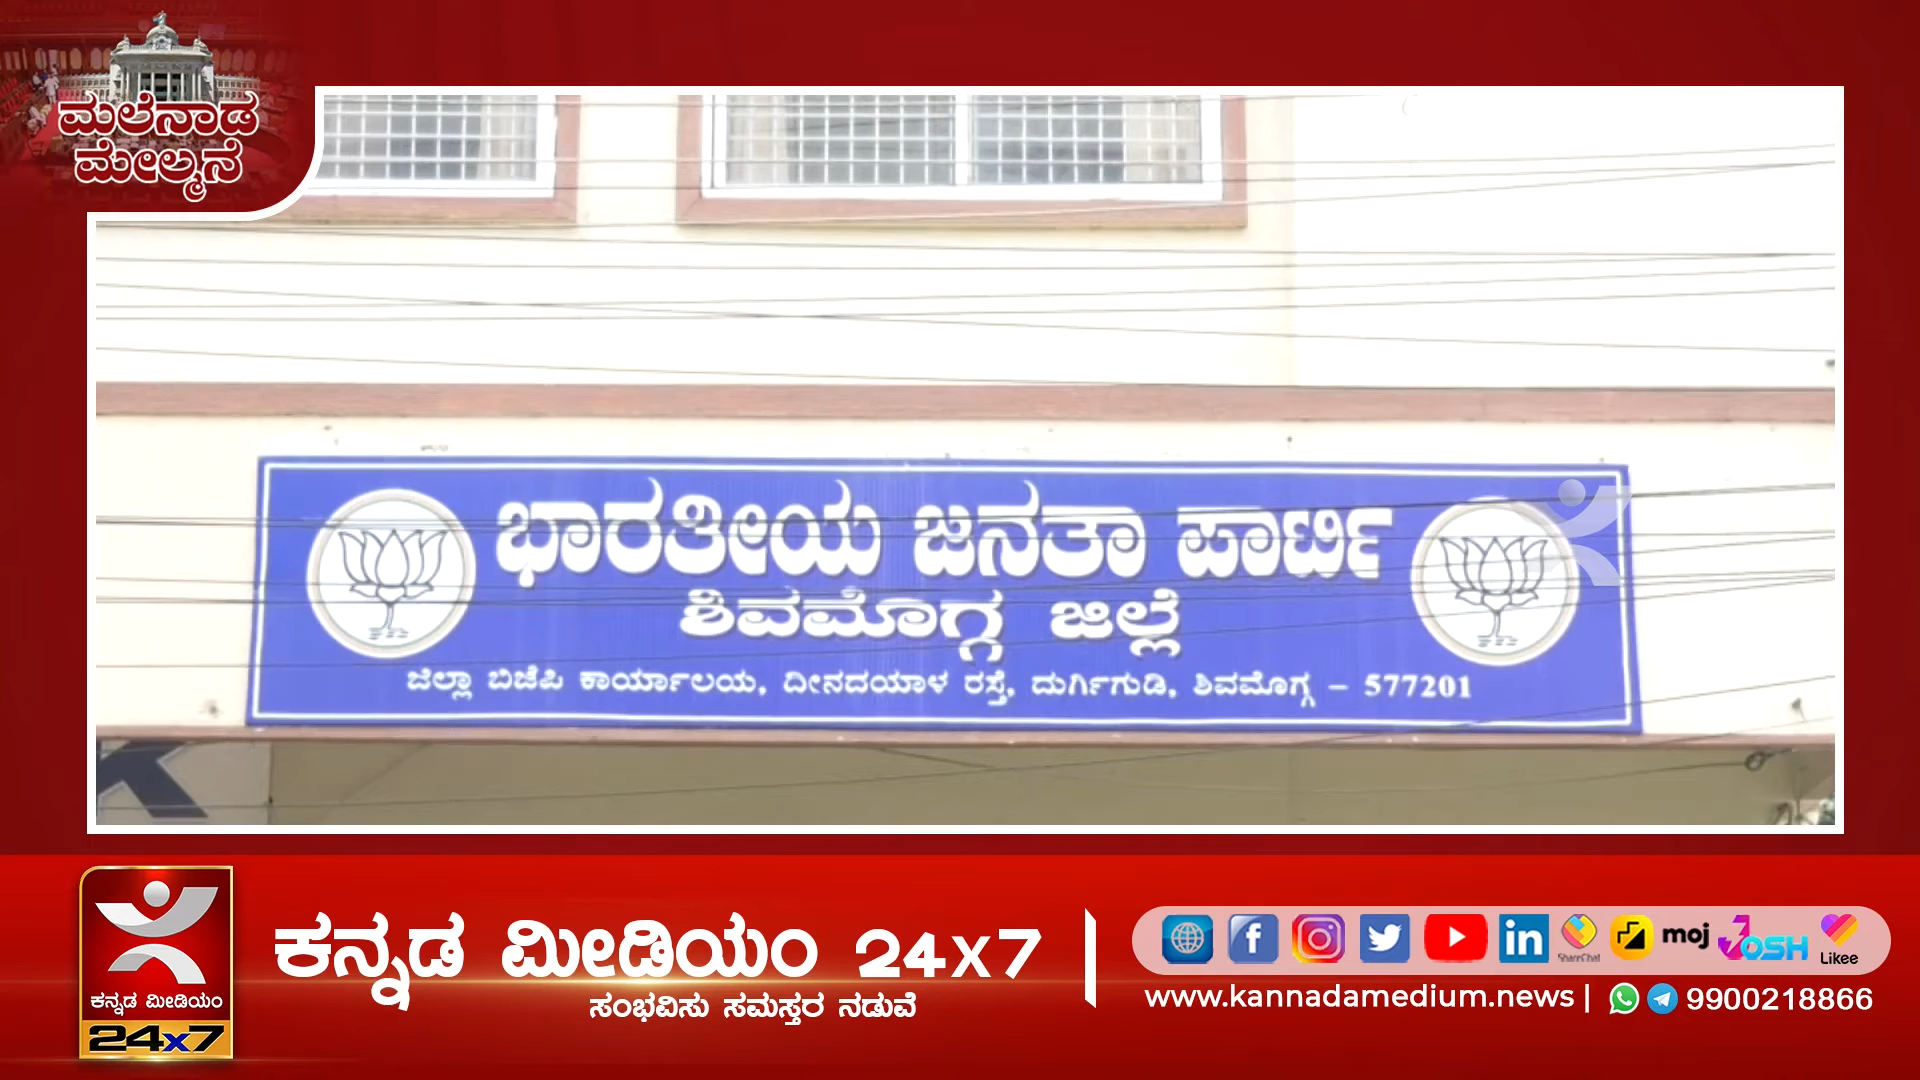 ಮಲೆನಾಡ
ಮೇಲ್ಮನೆ
ಭಾರತೀಯ ಜನತಾ ಪಾರ್ಟಿ
ಶಿವಮೊಗ್ಗ ಜಿಲ್ಲೆ
ಜಿಲ್ಲಾ ಬಿಜೆಪಿ ಕಾರ್ಯಾಲಯ, ದೀನದಯಾಳ ರಸ್ತೆ, ದುರ್ಗಿಗುಡಿ, ಶಿವಮೊಗ್ಗ – 577201
K
ಕನ್ನಡ ಮೀಡಿಯಂ
24x7
ಕನ್ನಡ ಮೀಡಿಯಂ 24x7
ಸಂಭವಿಸು ಸಮಸ್ತರ ನಡುವೆ
ShareChat moj JOSH Likee
www.kannadamedium.news | 9900218866